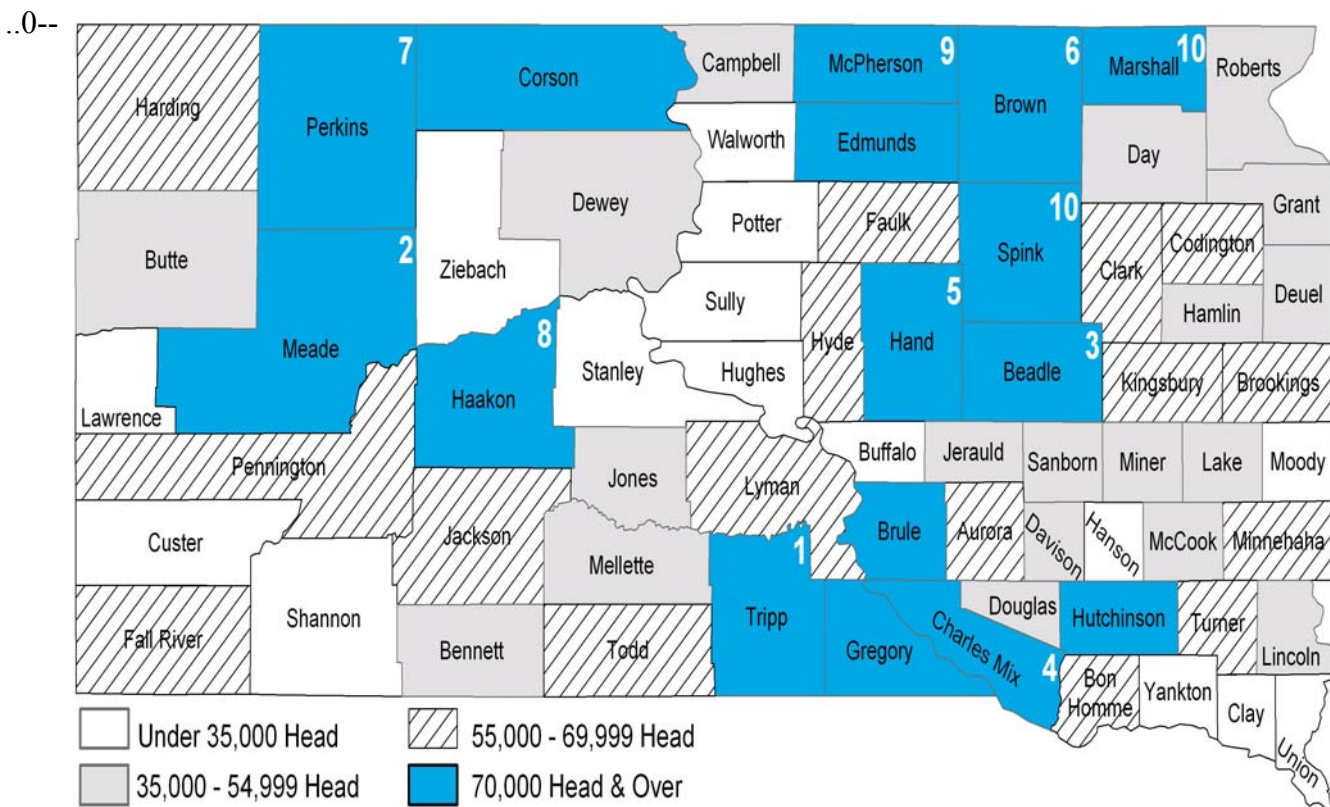 ..0--
7 9 6 10
Harding Perkins Corson Campbell McPherson Brown Marshall Roberts
Walworth Edmunds Day
Butte 2 Ziebach Dewey Potter Faulk 10 Spink Clark Codington Grant
Meade 8 Sully Hyde 5 Hand Hamlin Deuel
Lawrence Haakon Stanley Hughes Beadle 3 Kingsbury Brookings
Pennington Jones Lyman Buffalo Jerauld Sanborn Miner Lake Moody
Custer Jackson Mellette 1 Brule Aurora Davison Hanson McCook Minnehaha
Fall River Shannon Bennett Todd Tripp Gregory Charles Mix 4 Douglas Hutchinson Turner Lincoln
Bon Homme Yankton Clay Union
Under 35,000 Head
55,000 - 69,999 Head
35,000 - 54,999 Head
70,000 Head & Over